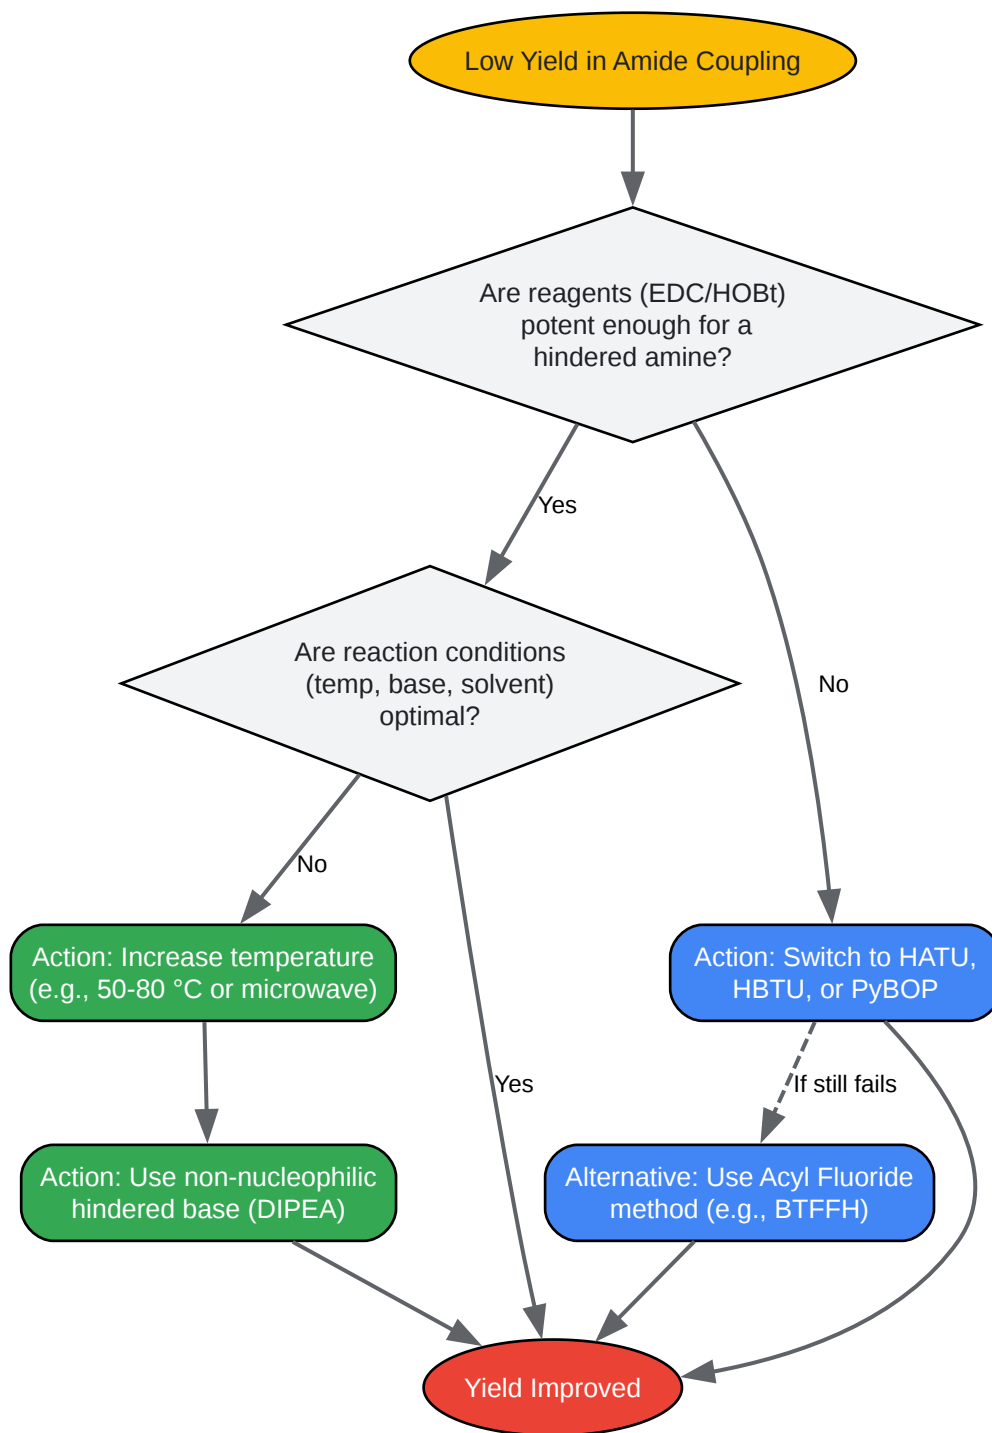 Low Yield in Amide Coupling
Are reagents (EDC/HOBt)
potent enough for a
hindered amine?
Yes
No
Are reaction conditions
(temp, base, solvent)
optimal?
No
Yes
Action: Increase temperature
(e.g., 50-80 °C or microwave)
Action: Switch to HATU,
HBTU, or PyBOP
If still fails
Action: Use non-nucleophilic
hindered base (DIPEA)
Alternative: Use Acyl Fluoride
method (e.g., BTFFH)
Yield Improved